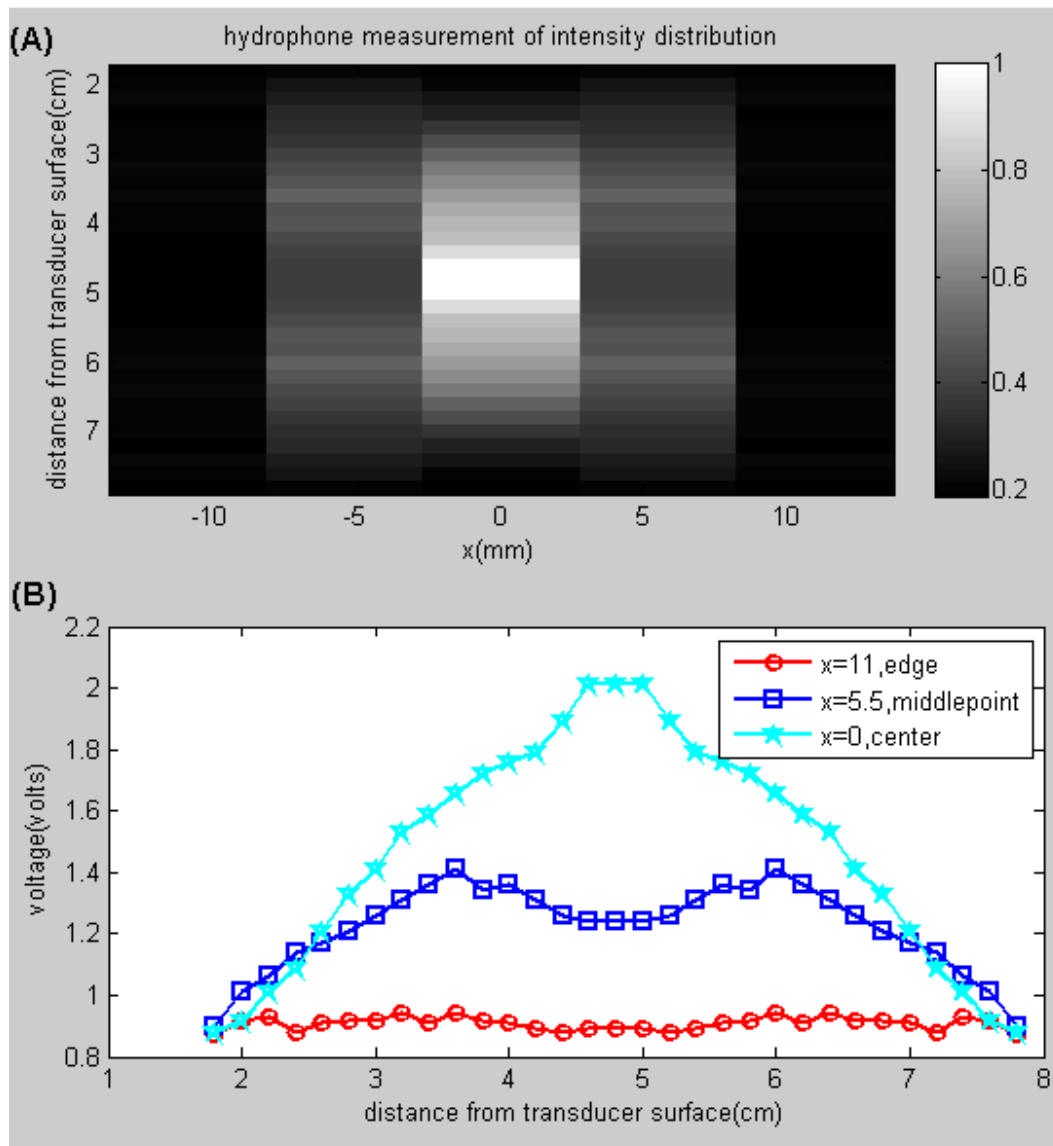 (A)
hydrophone measurement of intensity distribution
distance from transducer surface(cm)
2
3
4
5
6
7
-10 -5 0 5 10
x(mm)
1
0.8
0.6
0.4
0.2
(B)
voltage(volts)
2.2
2
1.8
1.6
1.4
1.2
1
0.8
x=11,edge
x=5.5,middlepoint
x=0,center
1 2 3 4 5 6 7 8
distance from transducer surface(cm)